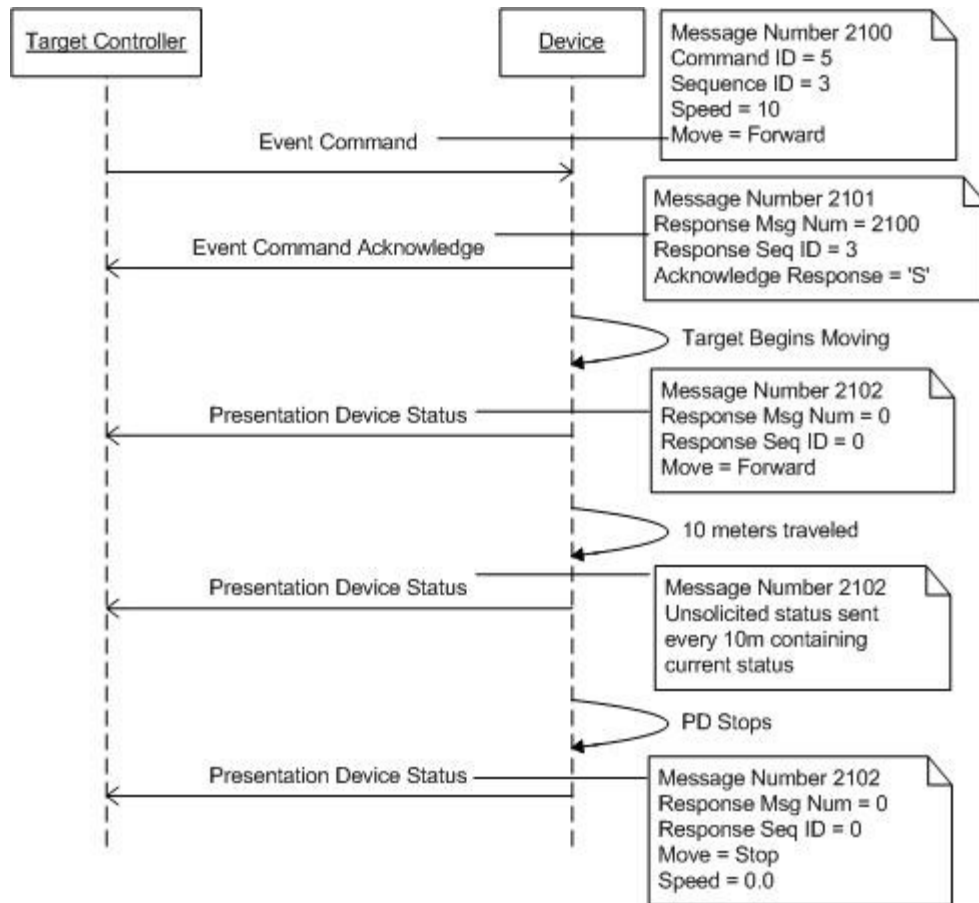 Target Controller
Device
Message Number 2100
Command ID = 5
Sequence ID = 3
Speed = 10
Move = Forward
Event Command
Message Number 2101
Response Msg Num = 2100
Response Seq ID = 3
Acknowledge Response = 'S'
Event Command Acknowledge
Target Begins Moving
Message Number 2102
Response Msg Num = 0
Response Seq ID = 0
Move = Forward
Presentation Device Status
10 meters traveled
Message Number 2102
Unsolicited status sent
every 10m containing
current status
Presentation Device Status
PD Stops
Message Number 2102
Response Msg Num = 0
Response Seq ID = 0
Move = Stop
Speed = 0.0
Presentation Device Status